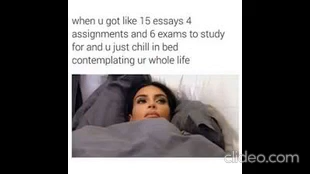 when u got like 15 essays 4
assignments and 6 exams to study
for and u just chill in bed
contemplating ur whole life
clideo.com